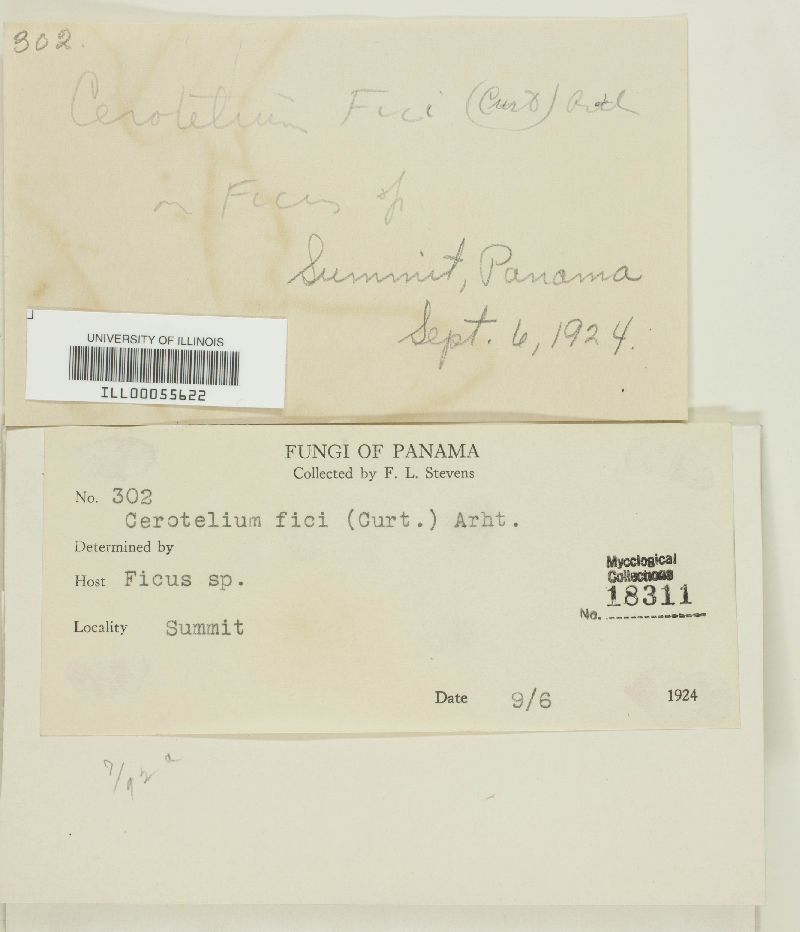 302.
Cerotelium Fici (Curt) Arth
on Ficus sp
Summit, Panama
Sept. 6, 1924.
UNIVERSITY OF ILLINOIS
ILL00055622
FUNGI OF PANAMA
Collected by F. L. Stevens
No. 302
Cerotelium fici (Curt.) Arht.
Determined by
Host Ficus sp.
Mycological
Collections
18311
No.
Locality Summit
Date 9/6 1924